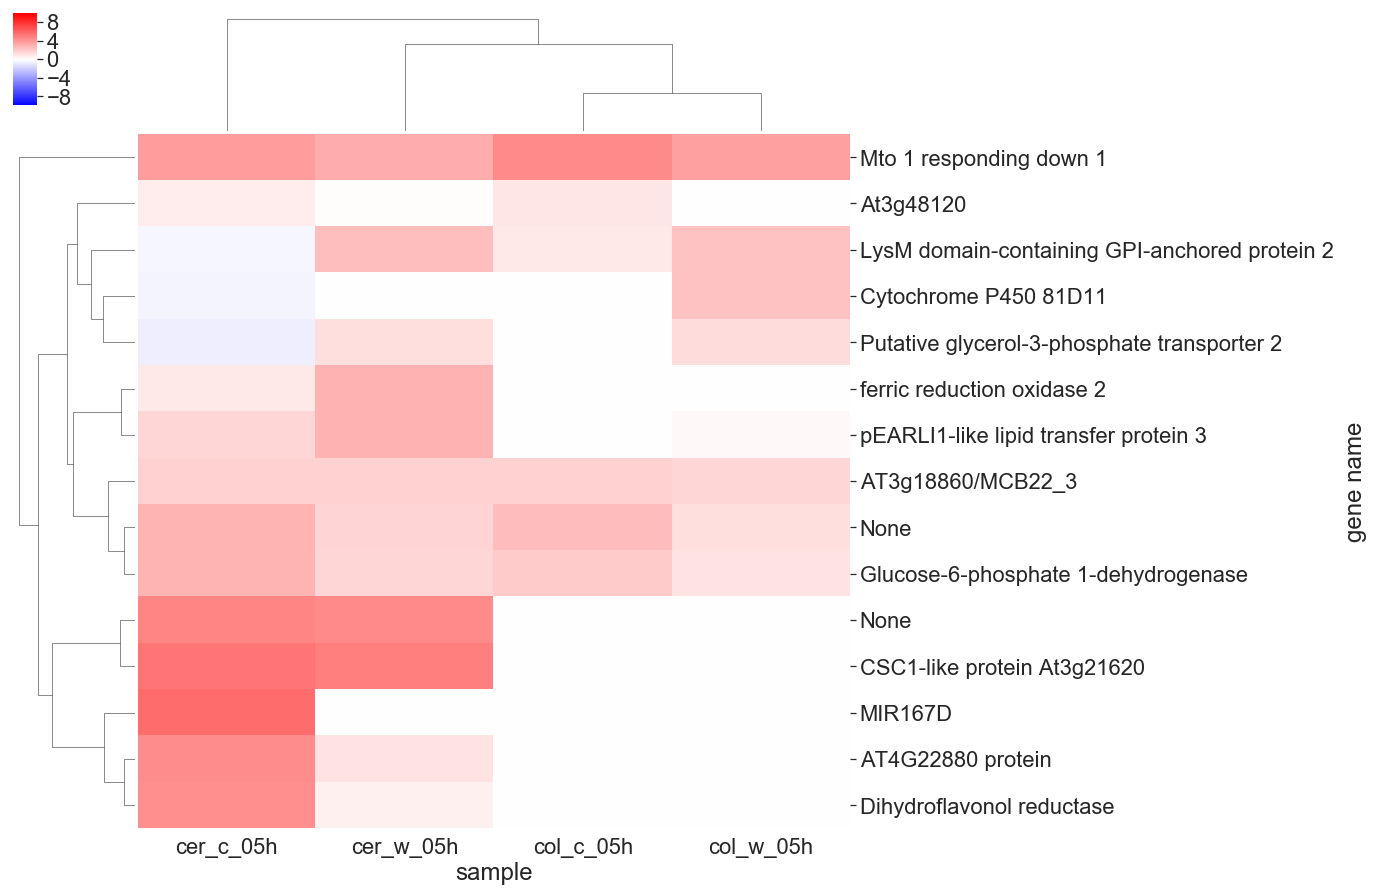 8
4
0
−4
−8
Mto 1 responding down 1
At3g48120
LysM domain-containing GPI-anchored protein 2
Cytochrome P450 81D11
Putative glycerol-3-phosphate transporter 2
ferric reduction oxidase 2
pEARLI1-like lipid transfer protein 3
AT3g18860/MCB22_3
None
Glucose-6-phosphate 1-dehydrogenase
None
CSC1-like protein At3g21620
MIR167D
AT4G22880 protein
Dihydroflavonol reductase
gene name
cer_c_05h cer_w_05h col_c_05h col_w_05h
sample